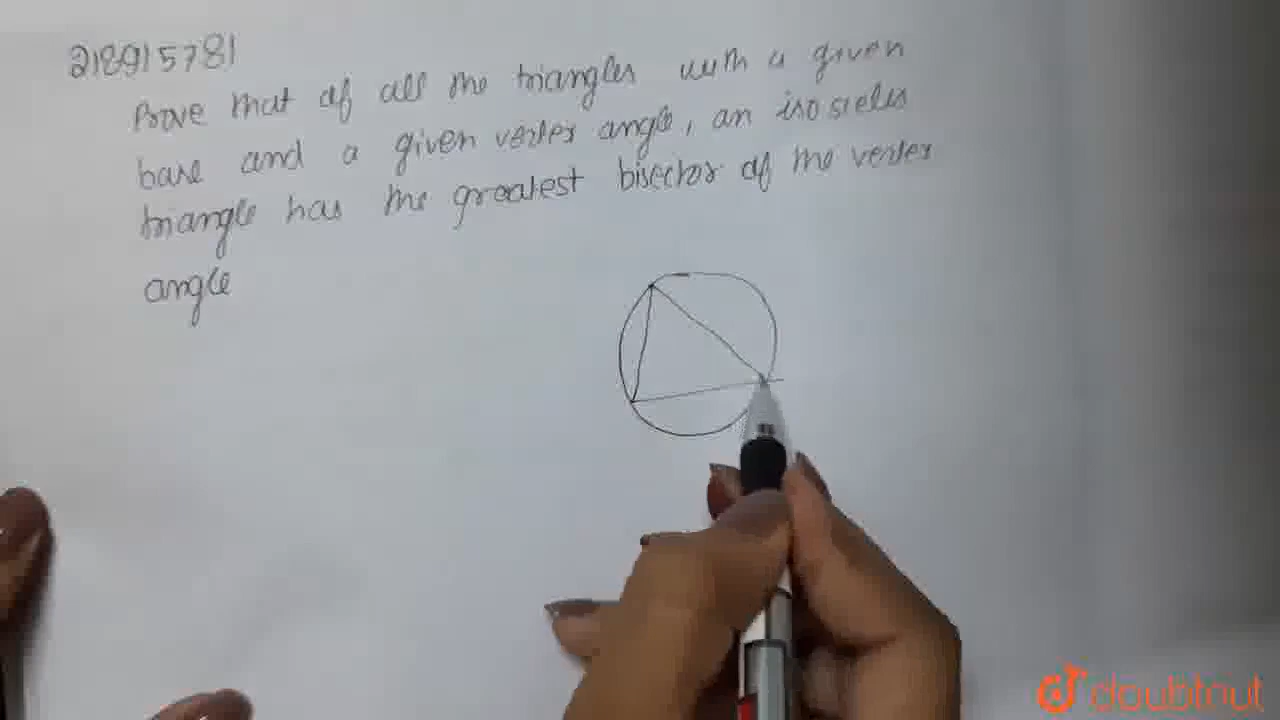 218915781
Prove that of all the triangles with a given
base and a given vertex angle, an isosceles
triangle has the greatest bisector of the vertex
angle
doubtnut